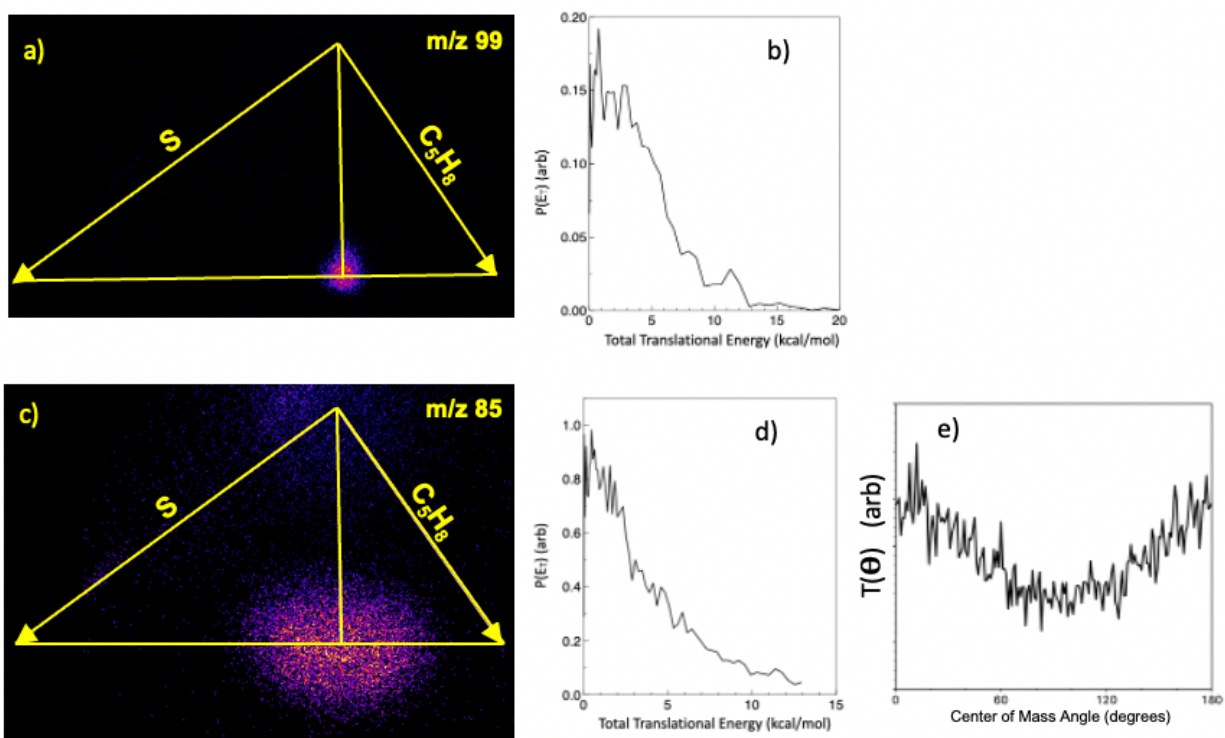 a)
m/z 99
S
C₅H₈
b)
0.20
0.15
0.10
0.05
0.00
P(E_T) (arb)
0 5 10 15 20
Total Translational Energy (kcal/mol)
c)
m/z 85
S
C₅H₈
d)
1.0
0.8
0.6
0.4
0.2
0.0
P(E_T) (arb)
0 5 10 15
Total Translational Energy (kcal/mol)
e)
T(Θ) (arb)
0 60 120 180
Center of Mass Angle (degrees)